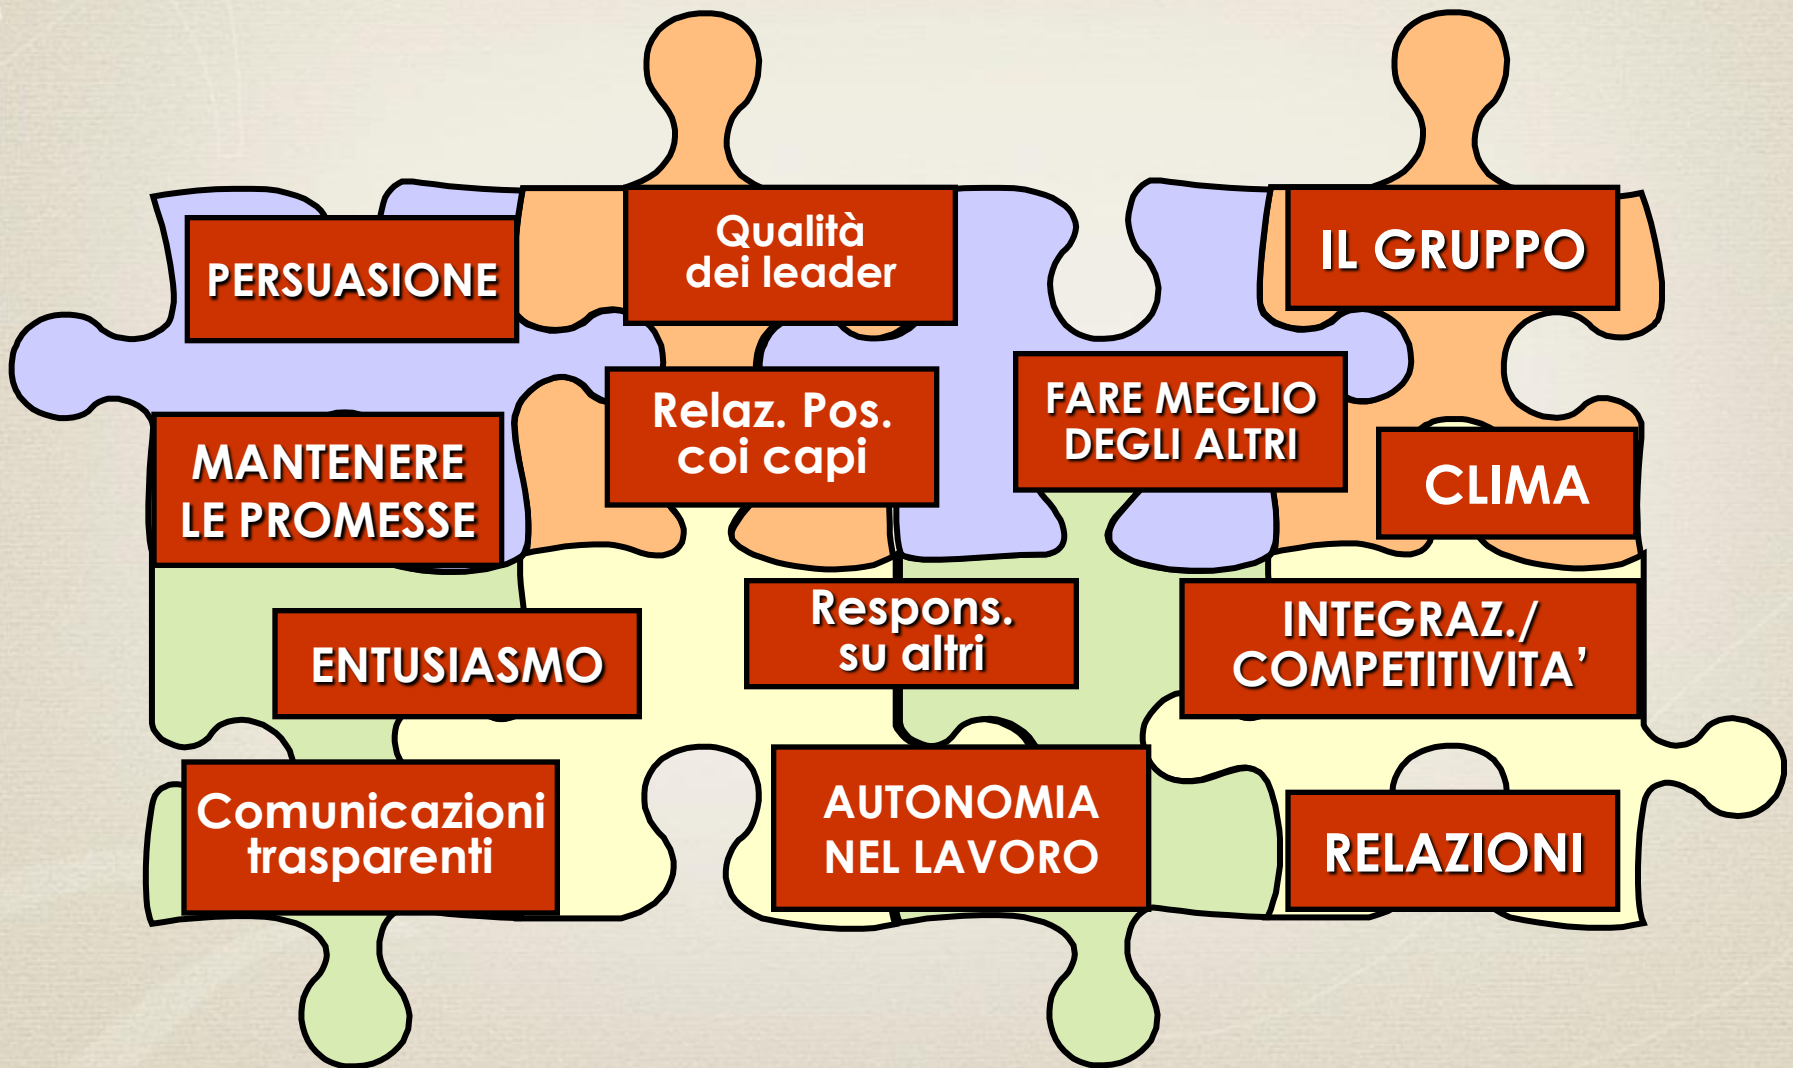 PERSUASIONE
Qualità
dei leader
IL GRUPPO
MANTENERE
LE PROMESSE
Relaz. Pos.
coi capi
FARE MEGLIO
DEGLI ALTRI
CLIMA
ENTUSIASMO
Respons.
su altri
INTEGRAZ./
COMPETITIVITA’
Comunicazioni
trasparenti
AUTONOMIA
NEL LAVORO
RELAZIONI